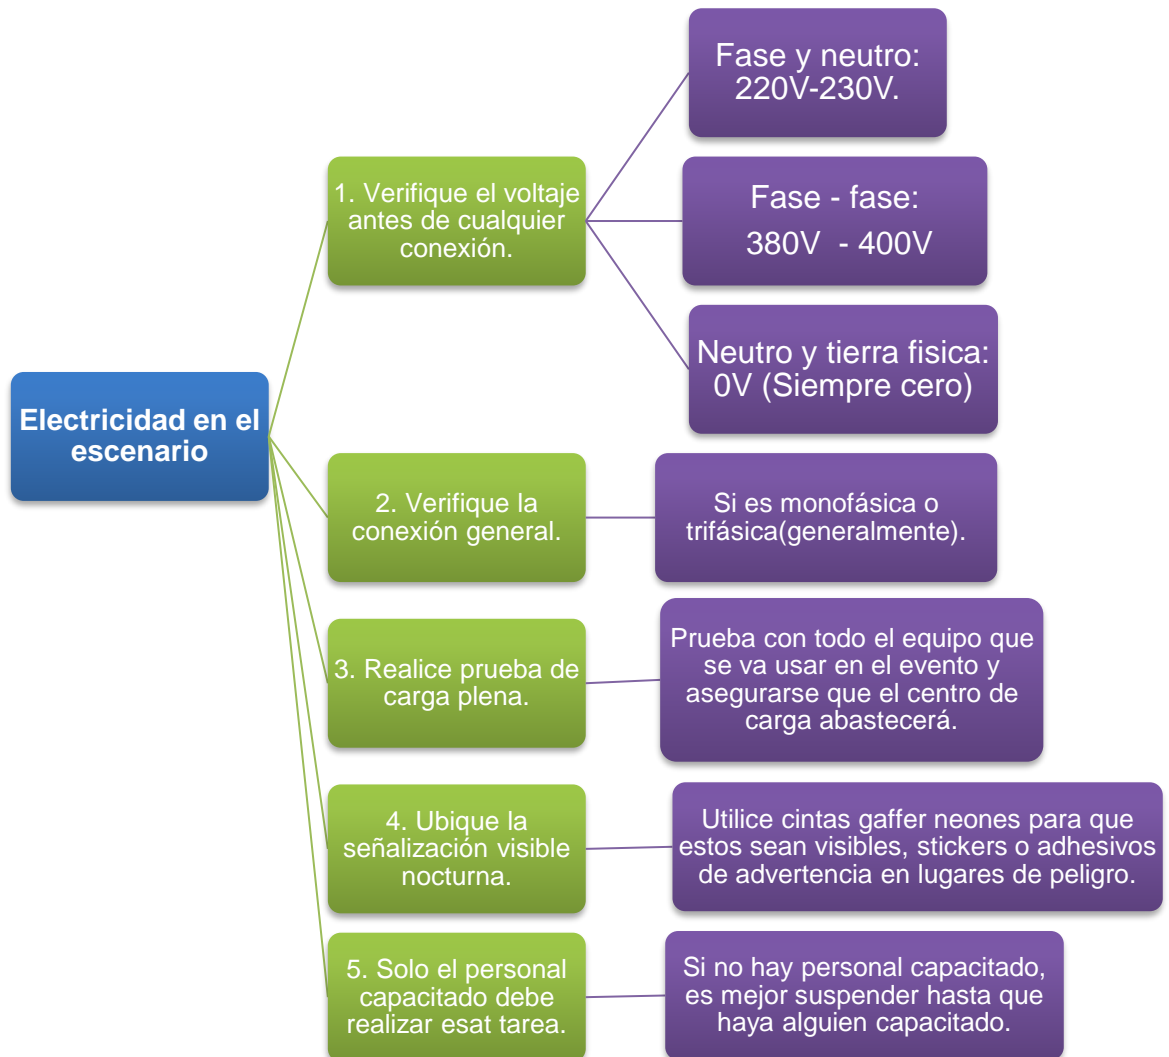 Electricidad en el
escenario
1. Verifique el voltaje
antes de cualquier
conexión.
Fase y neutro:
220V-230V.
Fase - fase:
380V - 400V
Neutro y tierra fisica:
0V (Siempre cero)
2. Verifique la
conexión general.
Si es monofásica o
trifásica(generalmente).
3. Realice prueba de
carga plena.
Prueba con todo el equipo que
se va usar en el evento y
asegurarse que el centro de
carga abastecerá.
4. Ubique la
señalización visible
nocturna.
Utilice cintas gaffer neones para que
estos sean visibles, stickers o adhesivos
de advertencia en lugares de peligro.
5. Solo el personal
capacitado debe
realizar esat tarea.
Si no hay personal capacitado,
es mejor suspender hasta que
haya alguien capacitado.